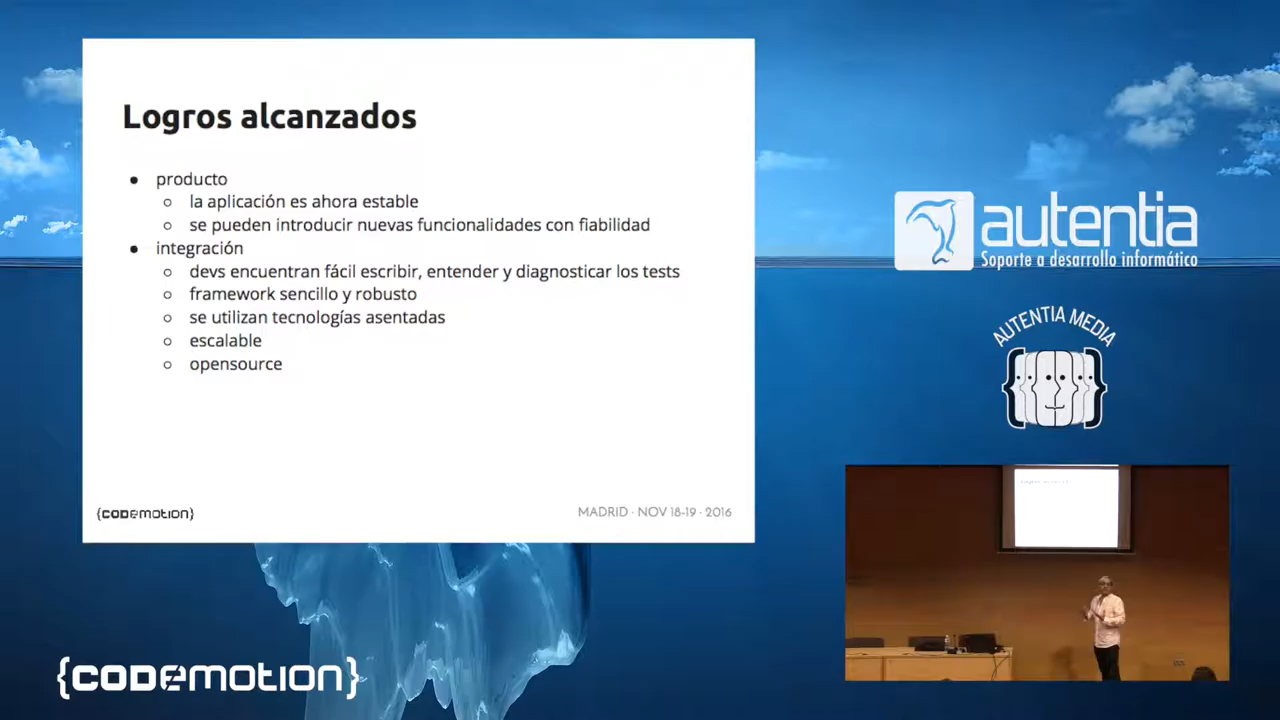 Logros alcanzados
● producto
○ la aplicación es ahora estable
○ se pueden introducir nuevas funcionalidades con fiabilidad
● integración
○ devs encuentran fácil escribir, entender y diagnosticar los tests
○ framework sencillo y robusto
○ se utilizan tecnologías asentadas
○ escalable
○ opensource
{CODEMOTION}
MADRID · NOV 18-19 · 2016
autentia
Soporte a desarrollo informático
AUTENTIA MEDIA
{CODEMOTION}